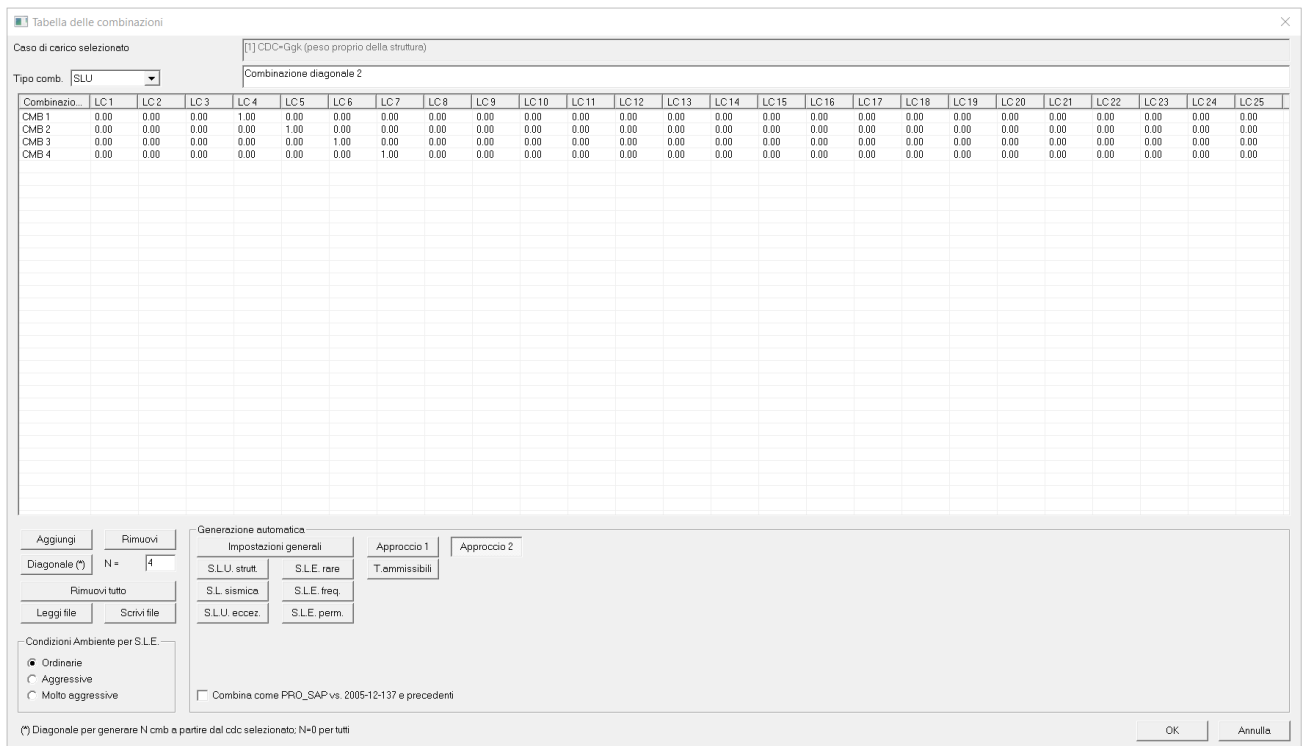 Tabella delle combinazioni
Caso di carico selezionato [1] CDC=Ggk (peso proprio della struttura)
Tipo comb. SLU Combinazione diagonale 2
Combinazio... LC 1 LC 2 LC 3 LC 4 LC 5 LC 6 LC 7 LC 8 LC 9 LC 10 LC 11 LC 12 LC 13 LC 14 LC 15 LC 16 LC 17 LC 18 LC 19 LC 20 LC 21 LC 22 LC 23 LC 24 LC 25
CMB 1 0.00 0.00 0.00 1.00 0.00 0.00 0.00 0.00 0.00 0.00 0.00 0.00 0.00 0.00 0.00 0.00 0.00 0.00 0.00 0.00 0.00 0.00 0.00 0.00 0.00
CMB 2 0.00 0.00 0.00 0.00 1.00 0.00 0.00 0.00 0.00 0.00 0.00 0.00 0.00 0.00 0.00 0.00 0.00 0.00 0.00 0.00 0.00 0.00 0.00 0.00 0.00
CMB 3 0.00 0.00 0.00 0.00 0.00 1.00 0.00 0.00 0.00 0.00 0.00 0.00 0.00 0.00 0.00 0.00 0.00 0.00 0.00 0.00 0.00 0.00 0.00 0.00 0.00
CMB 4 0.00 0.00 0.00 0.00 0.00 0.00 1.00 0.00 0.00 0.00 0.00 0.00 0.00 0.00 0.00 0.00 0.00 0.00 0.00 0.00 0.00 0.00 0.00 0.00 0.00
Aggiungi Rimuovi
Diagonale (*) N = 4
Rimuovi tutto
Leggi file Scrivi file
Condizioni Ambiente per S.L.E.
Ordinarie
Aggressive
Molto aggressive
Generazione automatica
Impostazioni generali Approccio 1 Approccio 2
S.L.U. strutt. S.L.E. rare T.ammissibili
S.L. sismica S.L.E. freq.
S.L.U. eccez. S.L.E. perm.
Combina come PRO_SAP vs. 2005-12-137 e precedenti
(*) Diagonale per generare N cmb a partire dal cdc selezionato; N=0 per tutti
OK Annulla